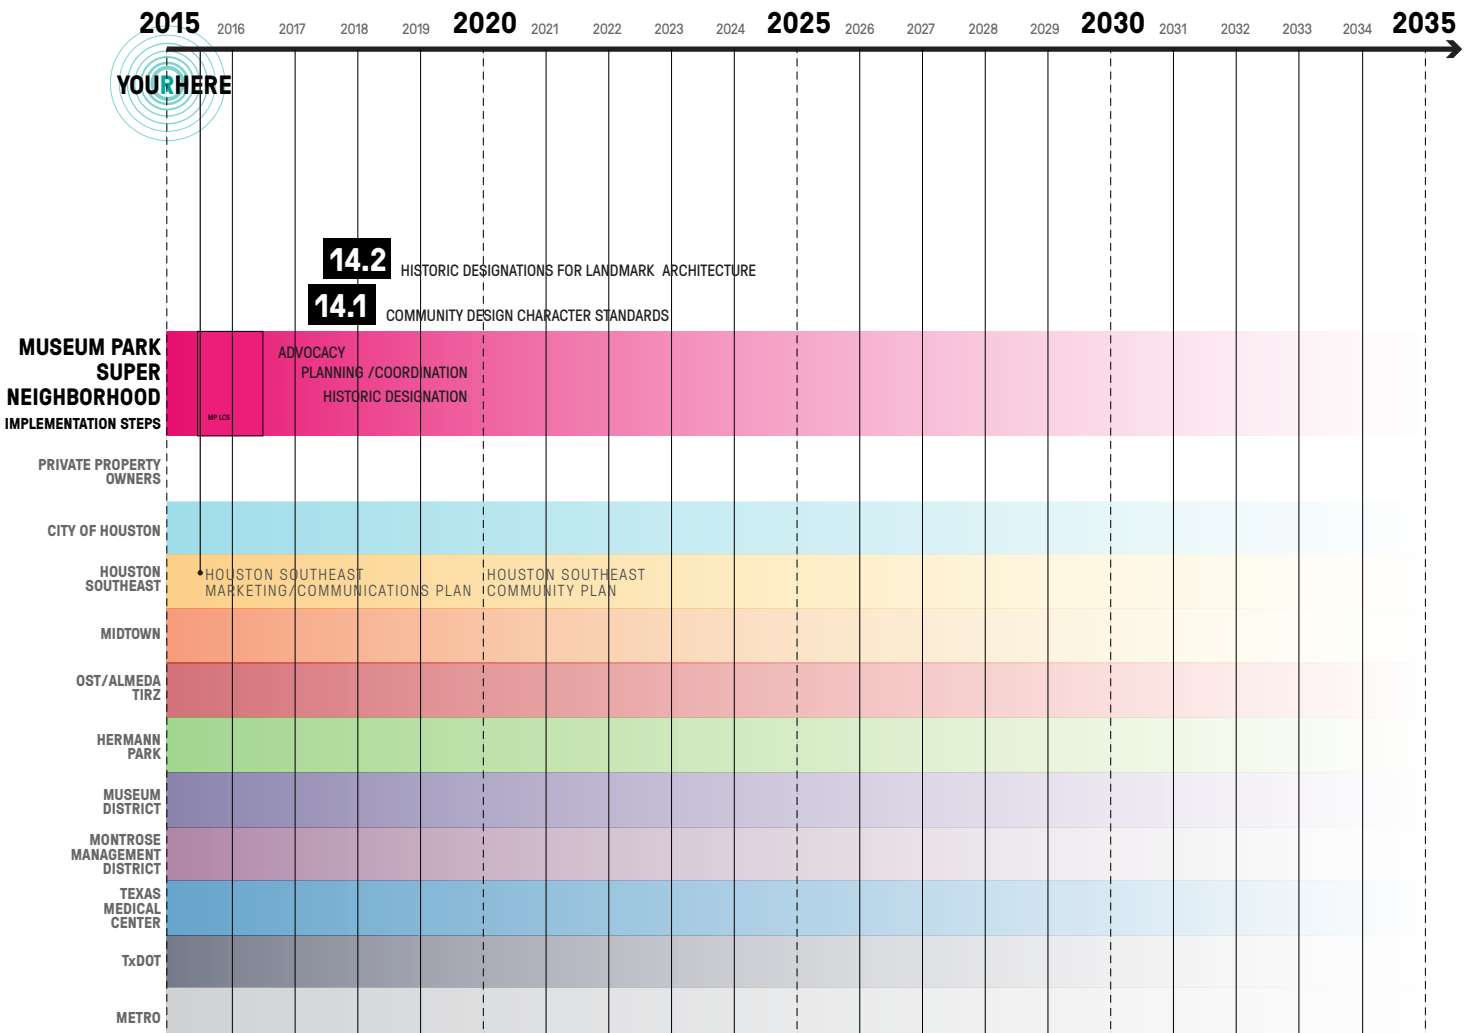 2015 2016 2017 2018 2019 2020 2021 2022 2023 2024 2025 2026 2027 2028 2029 2030 2031 2032 2033 2034 2035
YOURHERE
14.2 HISTORIC DESIGNATIONS FOR LANDMARK ARCHITECTURE
14.1 COMMUNITY DESIGN CHARACTER STANDARDS
MUSEUM PARK
SUPER
NEIGHBORHOOD
IMPLEMENTATION STEPS
ADVOCACY
PLANNING /COORDINATION
HISTORIC DESIGNATION
MP LCS
PRIVATE PROPERTY
OWNERS
CITY OF HOUSTON
HOUSTON
SOUTHEAST
HOUSTON SOUTHEAST
MARKETING/COMMUNICATIONS PLAN
HOUSTON SOUTHEAST
COMMUNITY PLAN
MIDTOWN
OST/ALMEDA
TIRZ
HERMANN
PARK
MUSEUM
DISTRICT
MONTROSE
MANAGEMENT
DISTRICT
TEXAS
MEDICAL
CENTER
TxDOT
METRO